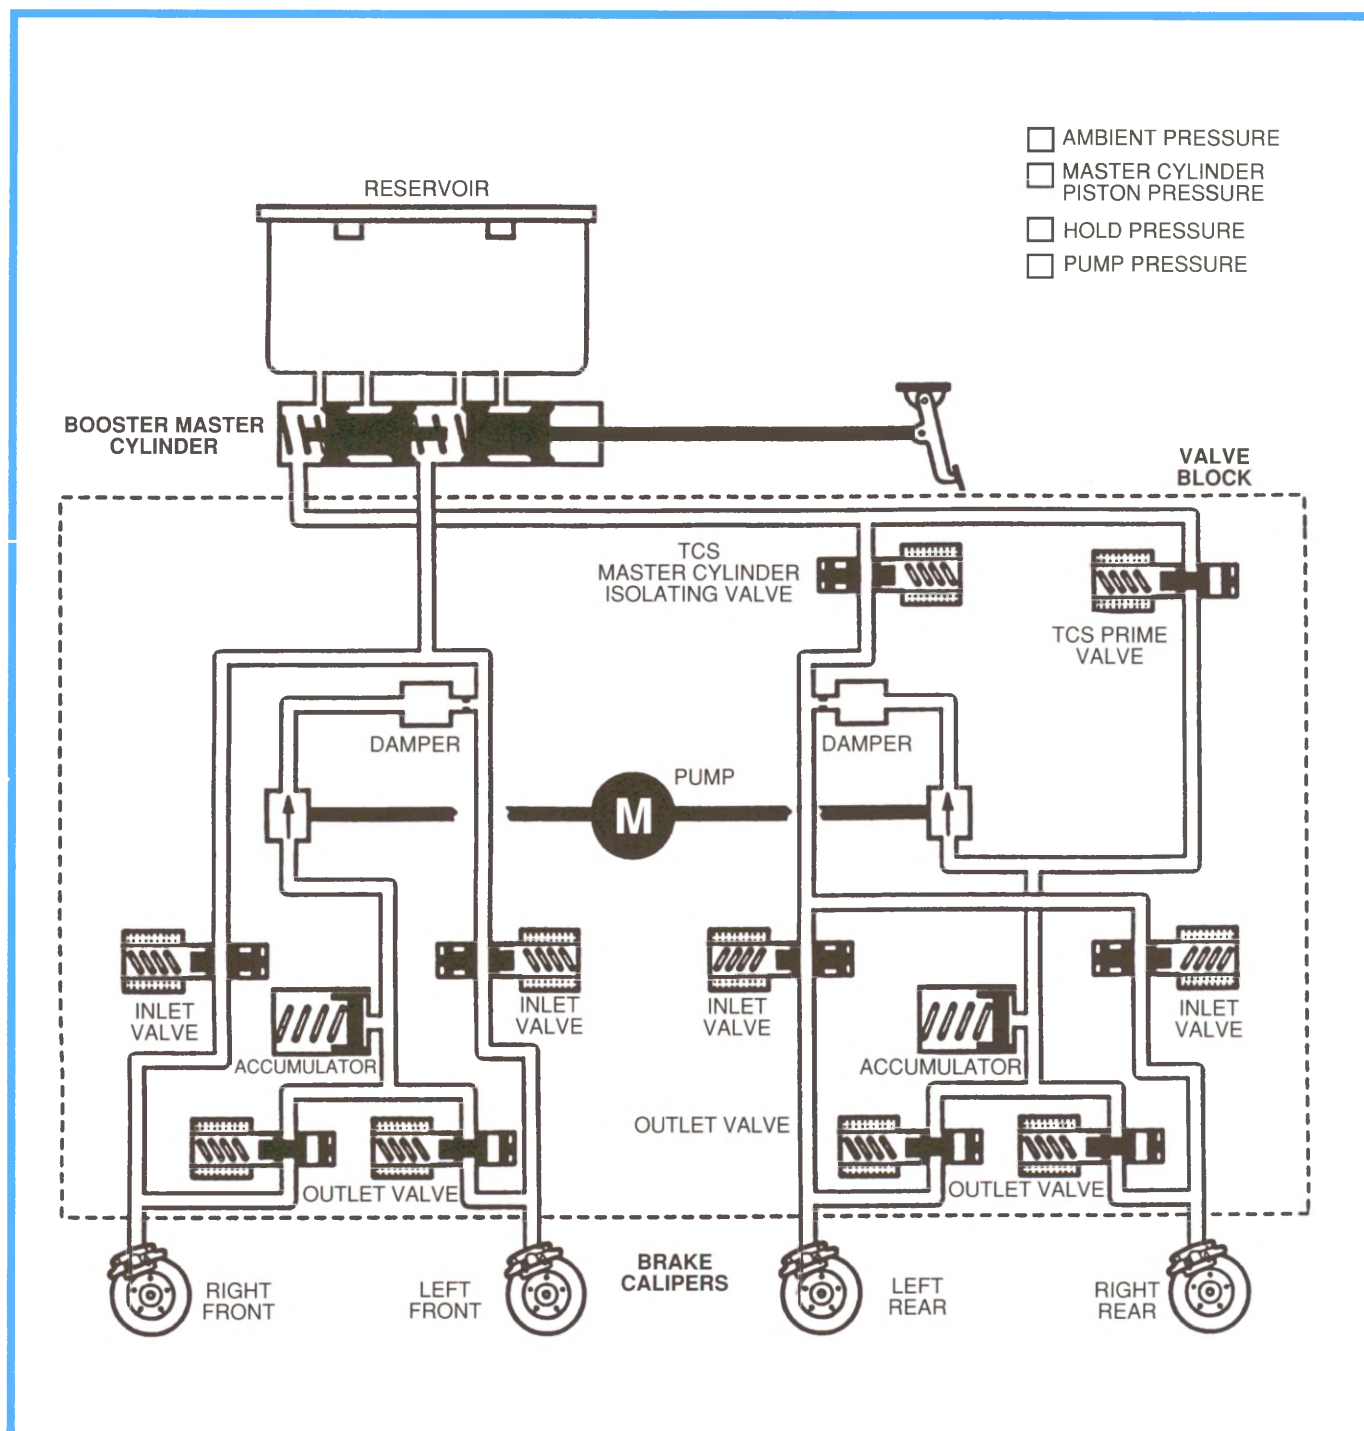 AMBIENT PRESSURE
MASTER CYLINDER
PISTON PRESSURE
HOLD PRESSURE
PUMP PRESSURE
RESERVOIR
BOOSTER MASTER
CYLINDER
VALVE
BLOCK
TCS
MASTER CYLINDER
ISOLATING VALVE
TCS PRIME
VALVE
DAMPER
DAMPER
PUMP
M
INLET
VALVE
INLET
VALVE
INLET
VALVE
INLET
VALVE
ACCUMULATOR
ACCUMULATOR
OUTLET VALVE
OUTLET VALVE
OUTLET VALVE
BRAKE
CALIPERS
RIGHT
FRONT
LEFT
FRONT
LEFT
REAR
RIGHT
REAR